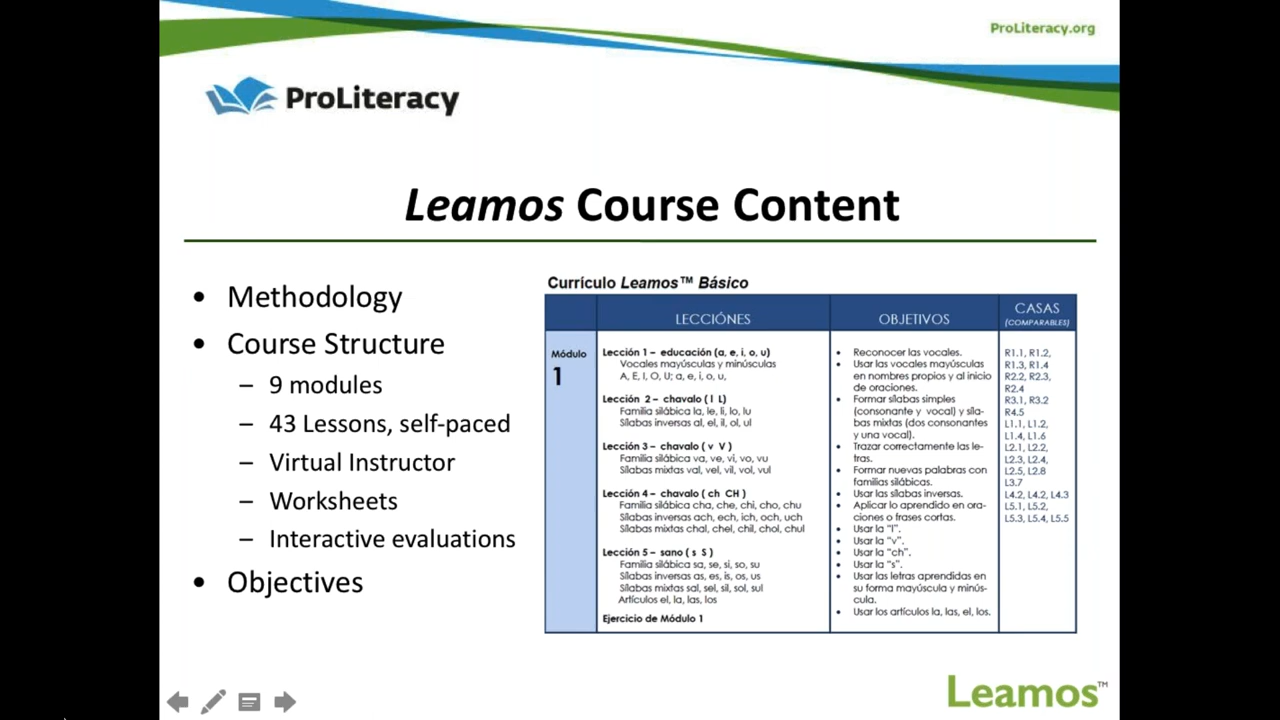 ProLiteracy.org
ProLiteracy
Leamos Course Content
• Methodology
• Course Structure
– 9 modules
– 43 Lessons, self-paced
– Virtual Instructor
– Worksheets
– Interactive evaluations
• Objectives
Currículo Leamos™ Básico
LECCIÓNES
OBJETIVOS
CASAS
(COMPARABLES)
Módulo
1
Lección 1 – educación (a, e, i, o, u)
Vocales mayúsculas y minúsculas
A, E, I, O, U; a, e, i, o, u,
Lección 2 – chavalo ( l L)
Familia silábica la, le, li, lo, lu
Sílabas inversas al, el, il, ol, ul
Lección 3 – chavalo ( v V )
Familia silábica va, ve, vi, vo, vu
Sílabas mixtas val, vel, vil, vol, vul
Lección 4 – chavalo ( ch CH )
Familia silábica cha, che, chi, cho, chu
Sílabas inversas ach, ech, ich, och, uch
Sílabas mixtas chal, chel, chil, chol, chul
Lección 5 – sano ( s S )
Familia silábica sa, se, si, so, su
Sílabas inversas as, es, is, os, us
Sílabas mixtas sal, sel, sil, sol, sul
Artículos el, la, las, los
Ejercicio de Módulo 1
• Reconocer las vocales.
• Usar las vocales mayúsculas
en nombres propios y al inicio
de oraciones.
• Formar sílabas simples
(consonante y vocal) y síla-
bas mixtas (dos consonantes
y una vocal).
• Trazar correctamente las le-
tras.
• Formar nuevas palabras con
familias silábicas.
• Usar las sílabas inversas.
• Aplicar lo aprendido en ora-
ciones o frases cortas.
• Usar la "l".
• Usar la "v".
• Usar la "ch".
• Usar la "s".
• Usar las letras aprendidas en
su forma mayúscula y minús-
cula.
• Usar los artículos la, las, el, los.
R1.1, R1.2,
R1.3, R1.4
R2.2, R2.3,
R2.4
R3.1, R3.2
R4.5
L1.1, L1.2,
L1.4, L1.6
L2.1, L2.2,
L2.3, L2.4,
L2.5, L2.8
L3.7
L4.2, L4.2, L4.3
L5.1, L5.2,
L5.3, L5.4, L5.5
Leamos™